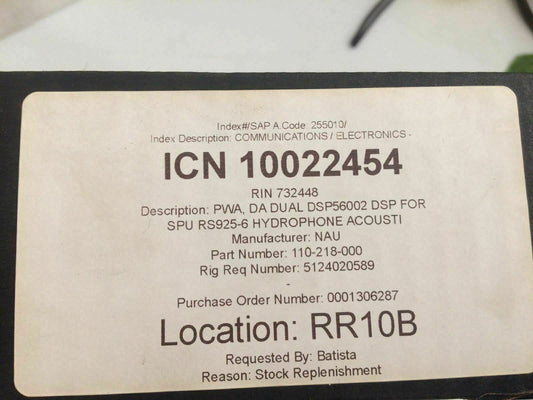 Index#/SAP A.Code: 255010/
Index Description: COMMUNICATIONS / ELECTRONICS -
ICN 10022454
RIN 732448
Description: PWA, DA DUAL DSP56002 DSP FOR
SPU RS925-6 HYDROPHONE ACOUSTI
Manufacturer: NAU
Part Number: 110-218-000
Rig Req Number: 5124020589
-
Purchase Order Number: 0001306287
Location: RR10B
Requested By: Batista
Reason: Stock Replenishment